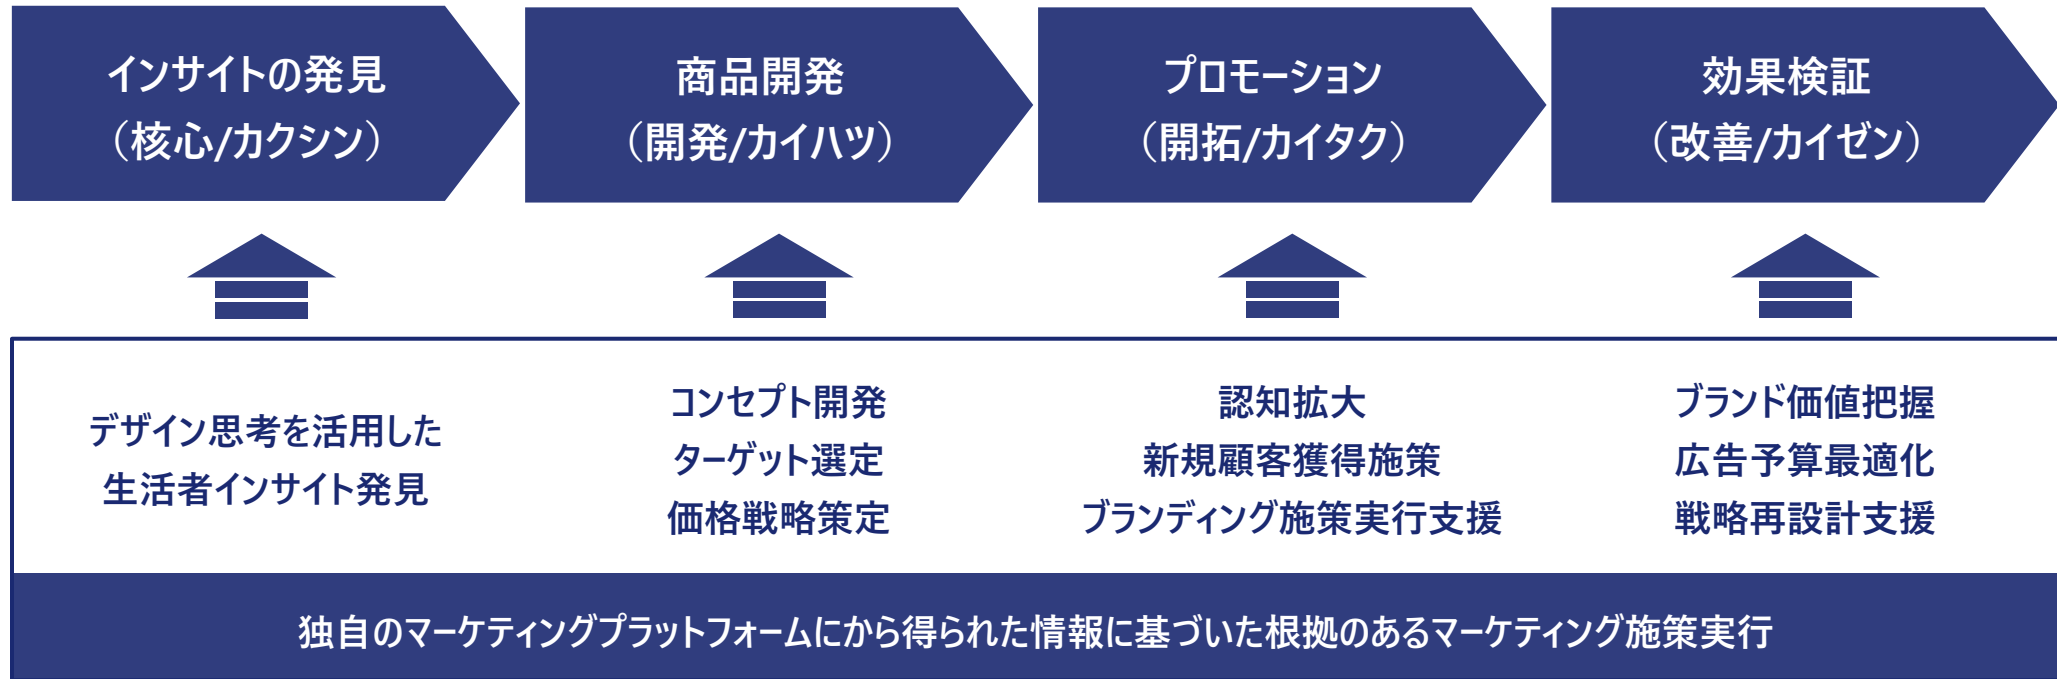 インサイトの発見
（核心/カクシン）
商品開発
（開発/カイハツ）
プロモーション
（開拓/カイタク）
効果検証
（改善/カイゼン）
デザイン思考を活用した
生活者インサイト発見
コンセプト開発
ターゲット選定
価格戦略策定
認知拡大
新規顧客獲得施策
ブランディング施策実行支援
ブランド価値把握
広告予算最適化
戦略再設計支援
独自のマーケティングプラットフォームにから得られた情報に基づいた根拠のあるマーケティング施策実行